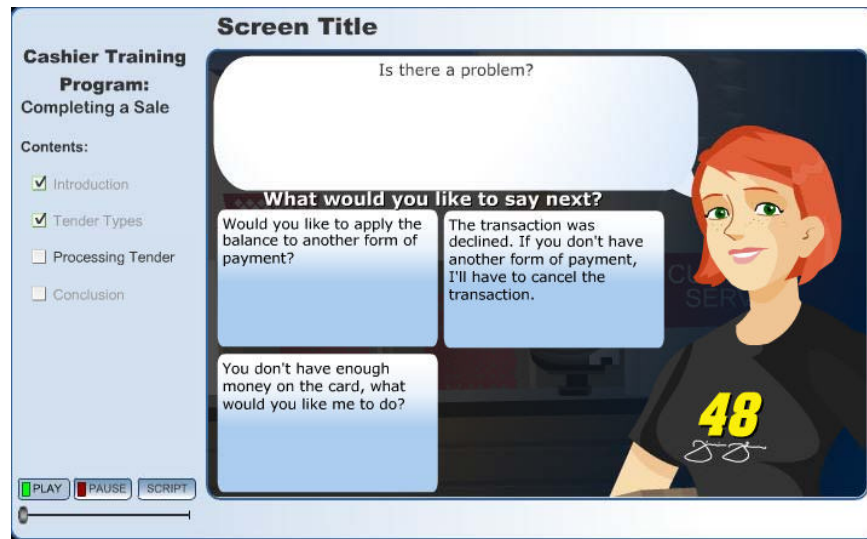 Screen Title
Cashier Training
Program:
Completing a Sale
Contents:
Introduction
Tender Types
Processing Tender
Conclusion
PLAY
PAUSE
SCRIPT
Is there a problem?
What would you like to say next?
Would you like to apply the
balance to another form of
payment?
The transaction was
declined. If you don't have
another form of payment,
I'll have to cancel the
transaction.
You don't have enough
money on the card, what
would you like me to do?
48